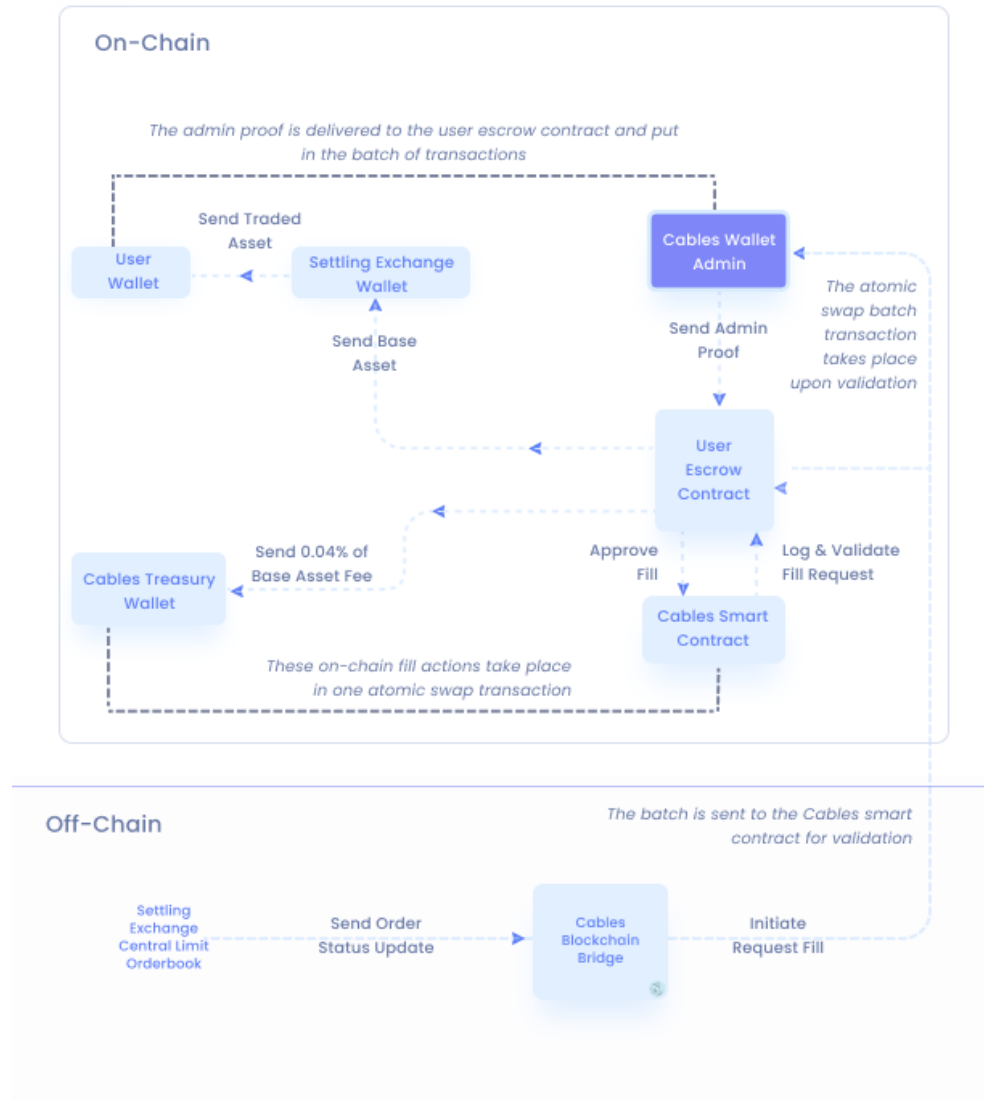 On-Chain
The admin proof is delivered to the user escrow contract and put
in the batch of transactions
Send Traded
Asset
User
Wallet
Settling Exchange
Wallet
Cables Wallet
Admin
The atomic
swap batch
transaction
takes place
upon validation
Send Base
Asset
Send Admin
Proof
User
Escrow
Contract
Send 0.04% of
Base Asset Fee
Approve
Fill
Log & Validate
Fill Request
Cables Treasury
Wallet
Cables Smart
Contract
These on-chain fill actions take place
in one atomic swap transaction
Off-Chain
The batch is sent to the Cables smart
contract for validation
Settling
Exchange
Central Limit
Orderbook
Send Order
Status Update
Cables
Blockchain
Bridge
Initiate
Request Fill